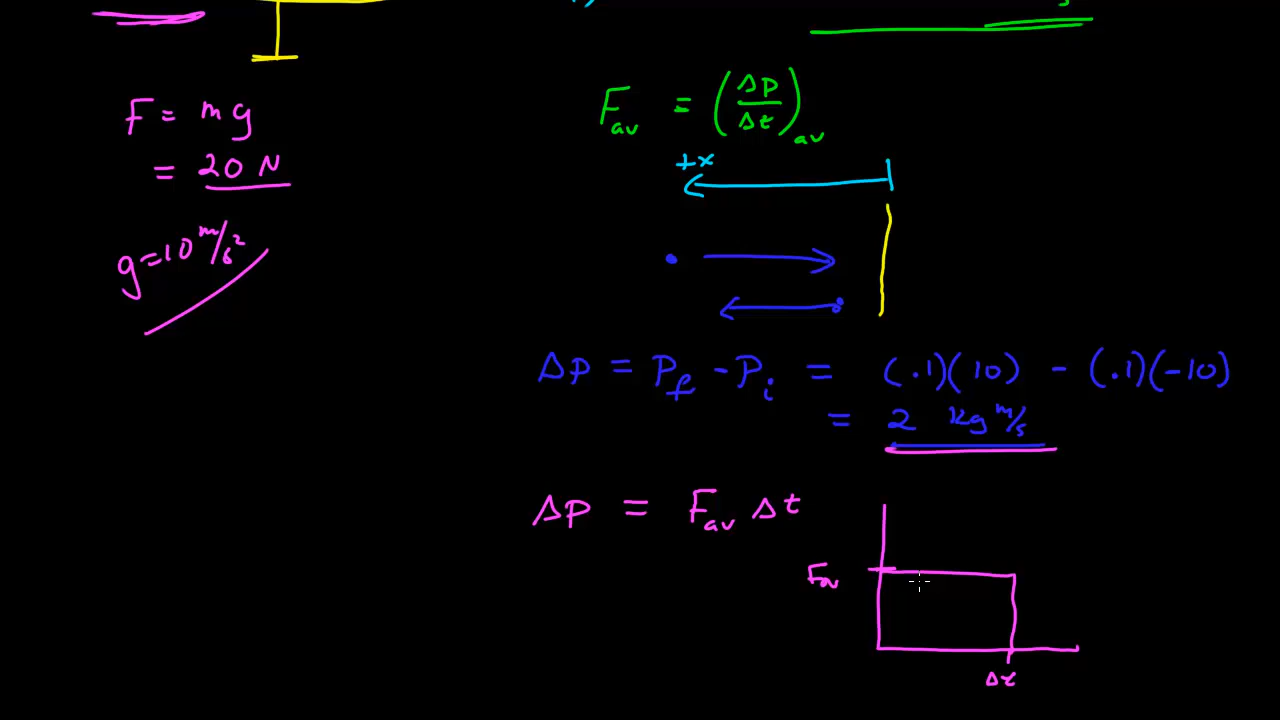 F = mg
= 20 N
g=10 m/s²
F_av = (Δp/Δt)_av
+x
Δp = P_f - P_i = (.1)(10) - (.1)(-10)
= 2 kg m/s
Δp = F_av Δt
F_av
Δt